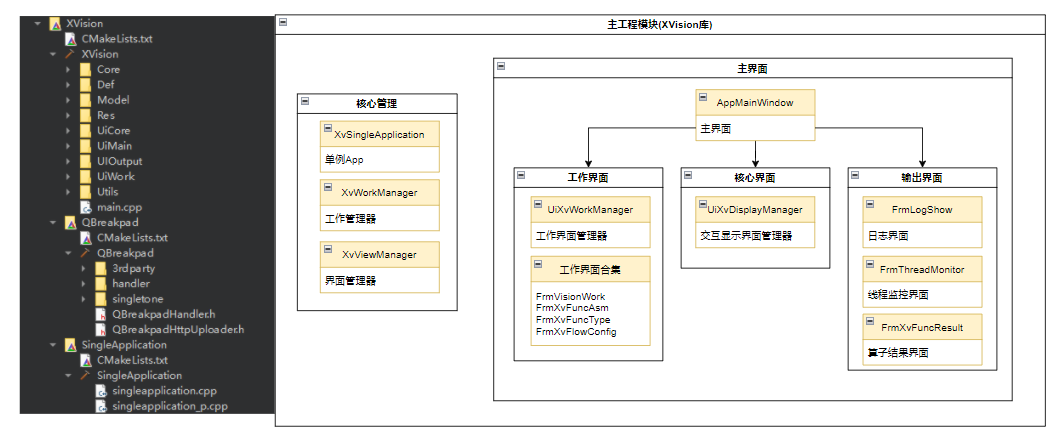 XVision
CMakeLists.txt
XVision
Core
Def
Model
Res
UiCore
UiMain
UIOutput
UiWork
Utils
main.cpp
QBreakpad
CMakeLists.txt
QBreakpad
3rdparty
handler
singletone
QBreakpadHandler.h
QBreakpadHttpUploader.h
SingleApplication
CMakeLists.txt
SingleApplication
singleapplication.cpp
singleapplication_p.cpp
主工程模块(XVision库)
核心管理
XvSingleApplication
单例App
XvWorkManager
工作管理器
XvViewManager
界面管理器
主界面
AppMainWindow
主界面
工作界面
UiXvWorkManager
工作界面管理器
工作界面合集
FrmVisionWork
FrmXvFuncAsm
FrmXvFuncType
FrmXvFlowConfig
核心界面
UiXvDisplayManager
交互显示界面管理器
输出界面
FrmLogShow
日志界面
FrmThreadMonitor
线程监控界面
FrmXvFuncResult
算子结果界面